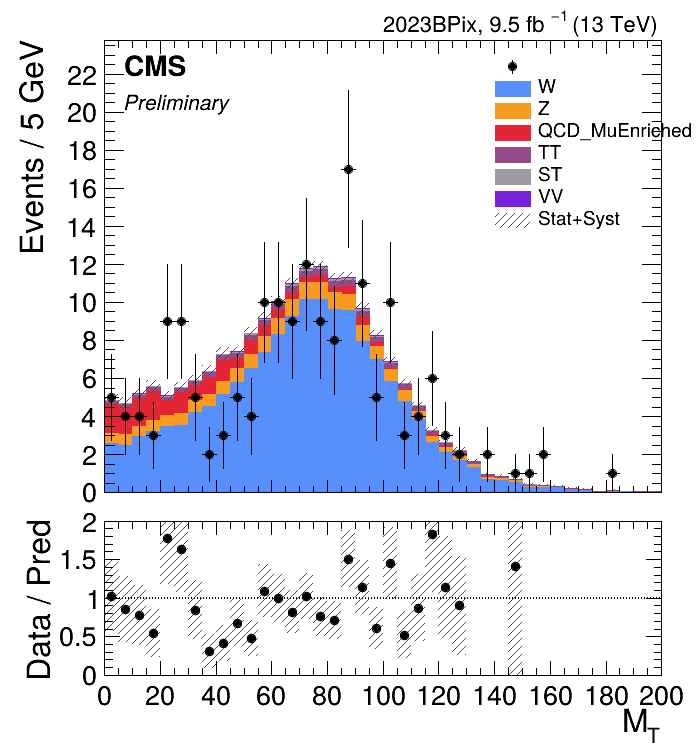 2023BPix, 9.5 fb ⁻¹ (13 TeV)
CMS
Preliminary
W
Z
QCD_MuEnriched
TT
ST
VV
Stat+Syst
Events / 5 GeV
22
20
18
16
14
12
10
8
6
4
2
0
Data / Pred
2
1.5
1
0.5
0
0 20 40 60 80 100 120 140 160 180 200
M_T